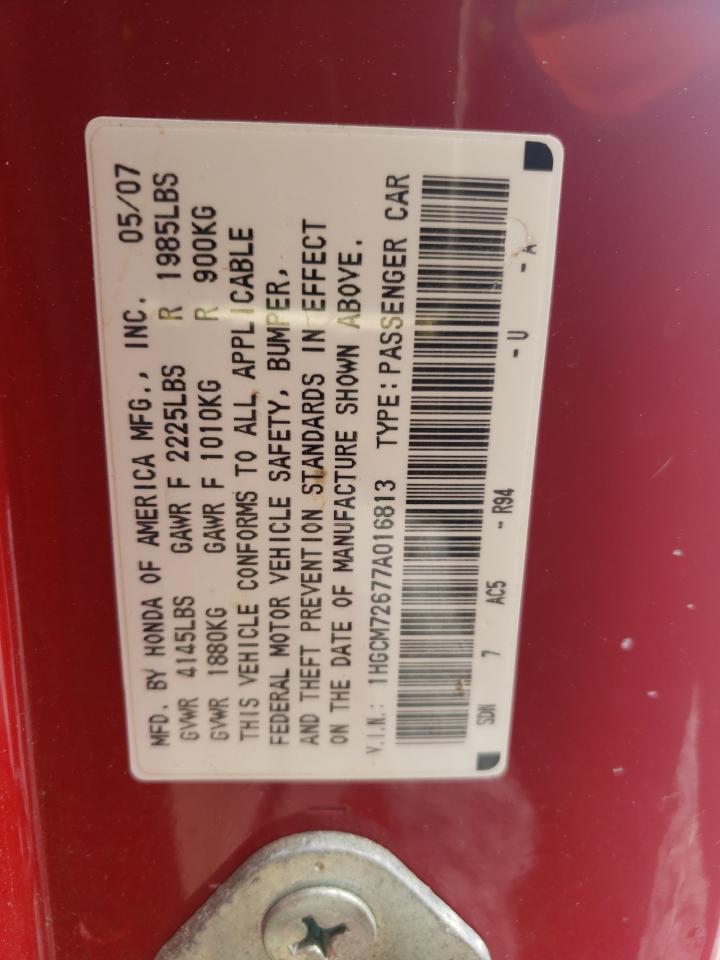 MFD. BY HONDA OF AMERICA MFG., INC. 05/07
GVWR 4145LBS GAWR F 2225LBS R 1985LBS
GVWR 1880KG GAWR F 1010KG R 900KG
THIS VEHICLE CONFORMS TO ALL APPLICABLE
FEDERAL MOTOR VEHICLE SAFETY, BUMPER,
AND THEFT PREVENTION STANDARDS IN EFFECT
ON THE DATE OF MANUFACTURE SHOWN ABOVE.
V.I.N.: 1HGCM72677A016813 TYPE:PASSENGER CAR
SDN 7 AC5 - R94 - U - A